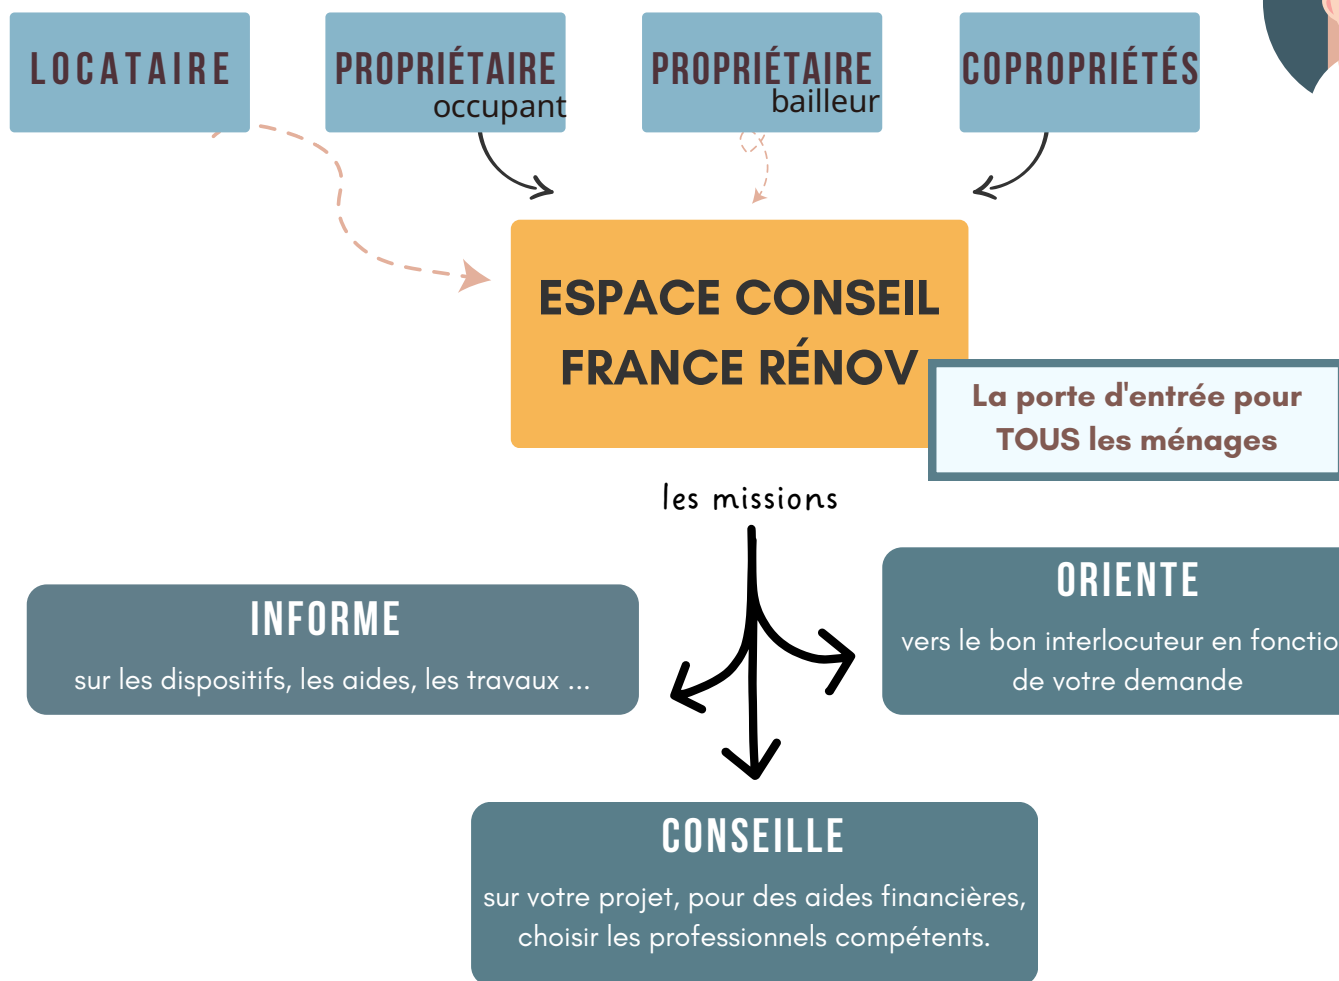 LOCATAIRE
PROPRIÉTAIRE
occupant
PROPRIÉTAIRE
bailleur
COPROPRIÉTÉS
ESPACE CONSEIL
FRANCE RÉNOV
La porte d'entrée pour
TOUS les ménages
les missions
INFORME
sur les dispositifs, les aides, les travaux ...
ORIENTE
vers le bon interlocuteur en fonctio
de votre demande
CONSEILLE
sur votre projet, pour des aides financières,
choisir les professionnels compétents.